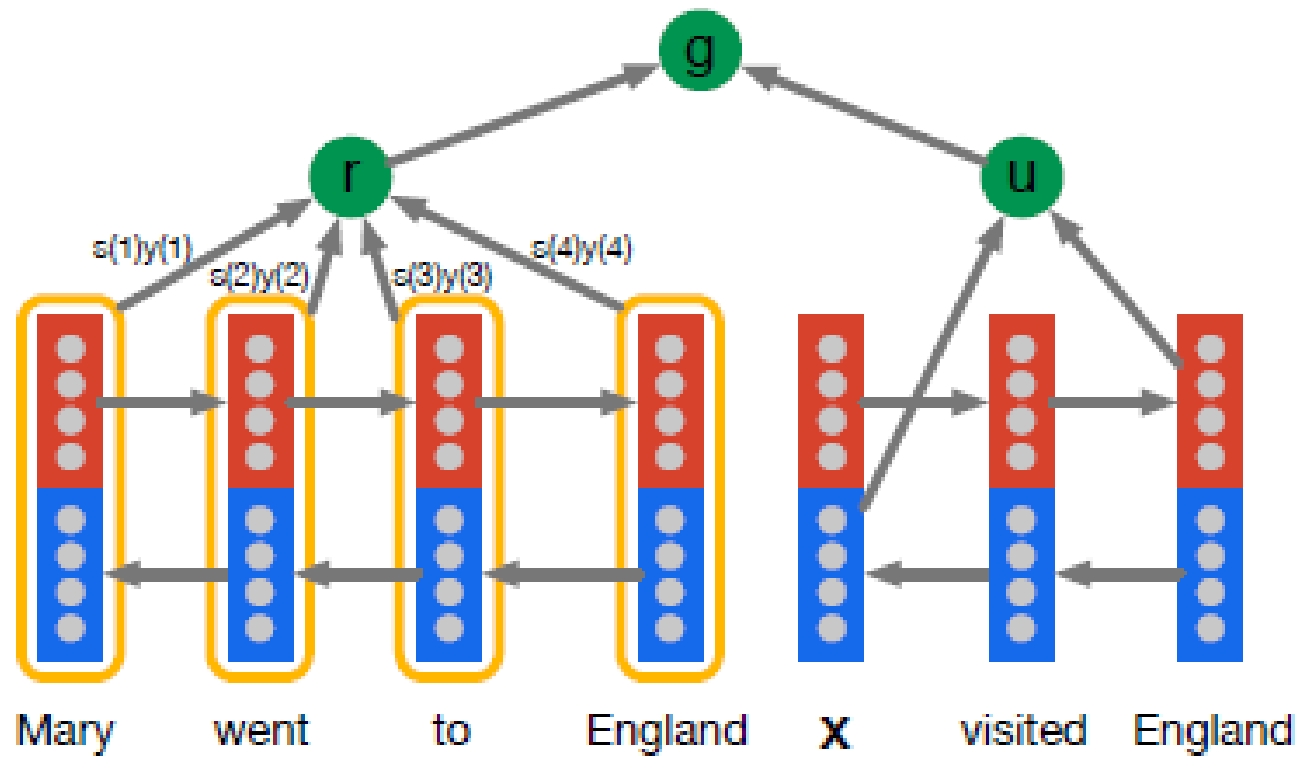 g
r
u
s(1)y(1)
s(2)y(2)
s(3)y(3)
s(4)y(4)
Mary went to England X visited England